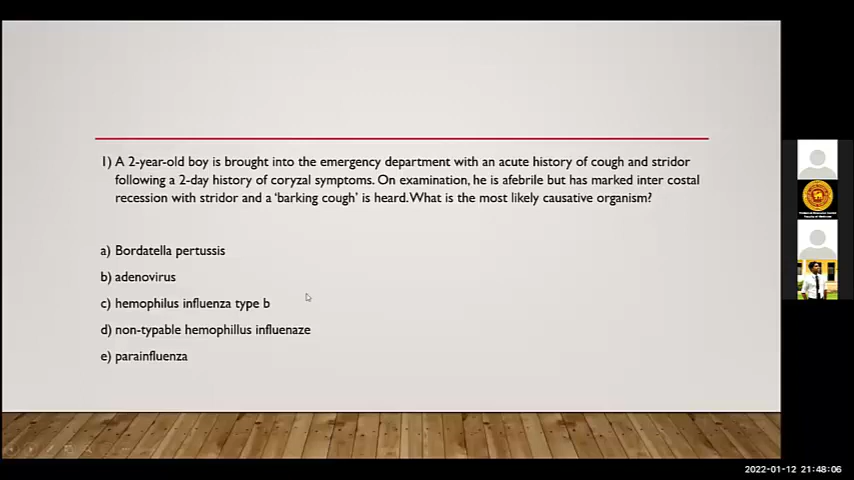 1) A 2-year-old boy is brought into the emergency department with an acute history of cough and stridor
following a 2-day history of coryzal symptoms. On examination, he is afebrile but has marked inter costal
recession with stridor and a 'barking cough' is heard. What is the most likely causative organism?
a) Bordatella pertussis
b) adenovirus
c) hemophilus influenza type b
d) non-typable hemophillus influenaze
e) parainfluenza
2022-01-12 21:48:06